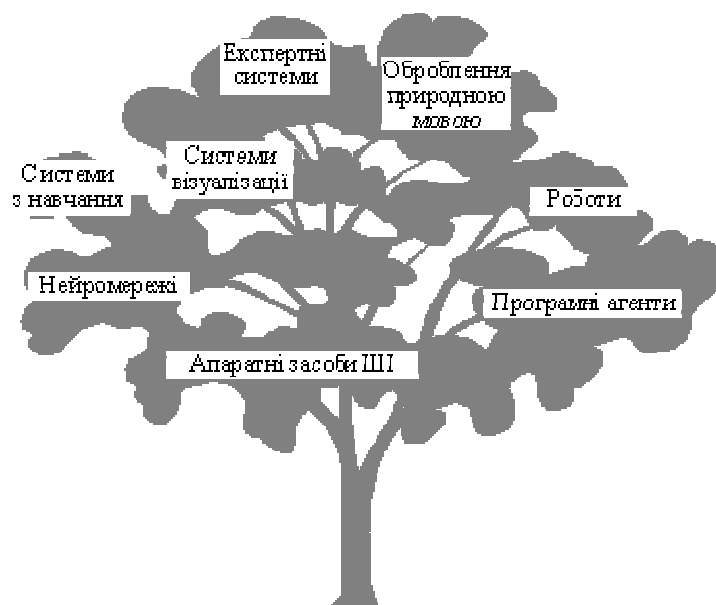 Експертні
системи
Оброблення
природною
мовою
Системи
з навчання
Системи
візуалізації
Роботи
Нейромережі
Програмні агенти
Апаратні засоби ШІ